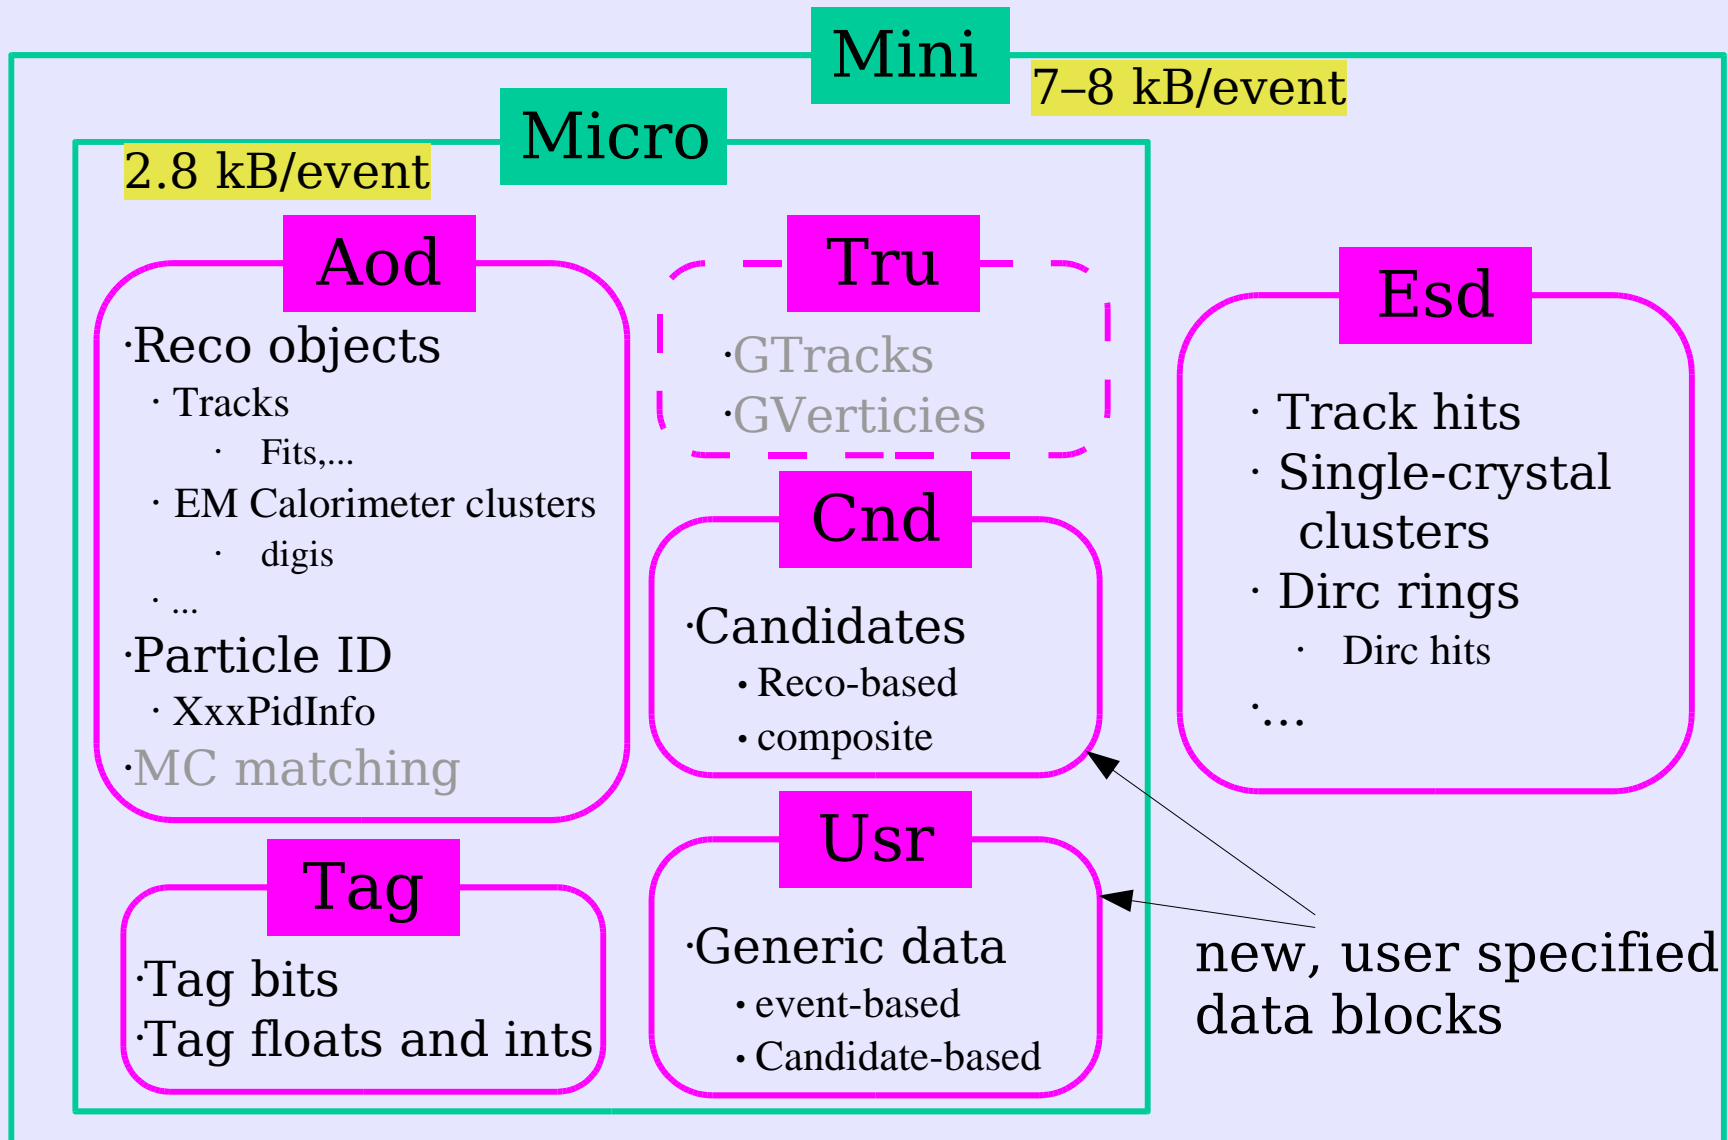 Mini
7–8 kB/event
Micro
2.8 kB/event
Aod
·Reco objects
· Tracks
· Fits,...
· EM Calorimeter clusters
· digis
· ...
·Particle ID
· XxxPidInfo
·MC matching
Tag
·Tag bits
·Tag floats and ints
Tru
·GTracks
·GVerticies
Cnd
·Candidates
• Reco-based
• composite
Usr
·Generic data
• event-based
• Candidate-based
Esd
· Track hits
· Single-crystal
clusters
· Dirc rings
· Dirc hits
·...
new, user specified
data blocks